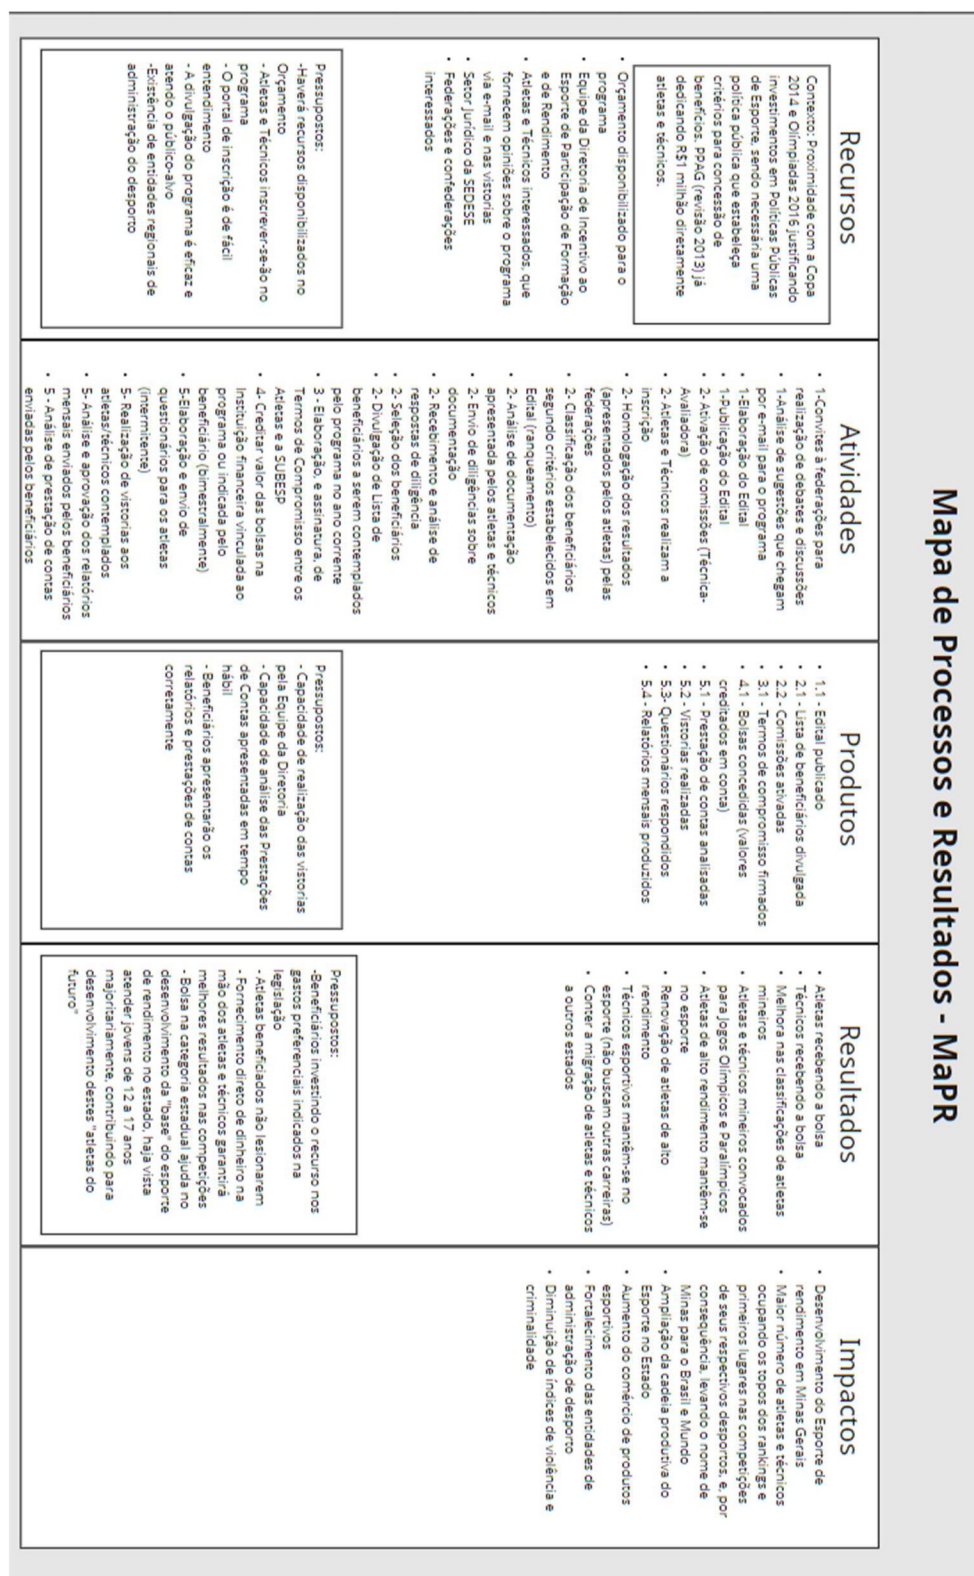 Mapa de Processos e Resultados - MaPR
Recursos
Contexto: Proximidade com a Copa
2014 e Olimpíadas 2016 justificando
investimentos em Políticas Públicas
de Esporte, sendo necessária uma
política pública que estabeleça
critérios para concessão de
benefícios. PPAG (revisão 2013) já
dedicando R$1 milhão diretamente
atletas e técnicos.
• Orçamento disponibilizado para o
programa
• Equipe da Diretoria de Incentivo ao
Esporte de Participação de Formação
e de Rendimento
• Atletas e Técnicos interessados, que
fornecem opiniões sobre o programa
via e-mail e nas vistorias
• Setor Jurídico da SEDESE
• Federações e confederações
interessados
Pressupostos:
-Haverá recursos disponibilizados no
Orçamento
- Atletas e Técnicos inscrever-se-ão no
programa
- O portal de inscrição é de fácil
entendimento
- A divulgação do programa é eficaz e
atendo o público-alvo
-Existência de entidades regionais de
administração do desporto
Atividades
• 1-Convites à federações para
realização de debates e discussões
• 1-Análise de sugestões que chegam
por e-mail para o programa
• 1-Elaboração do Edital
• 1-Publicação do Edital
• 2- Ativação de comissões (Técnica-
Avaliadora)
• 2- Atletas e Técnicos realizam a
inscrição
• 2- Homologação dos resultados
(apresentados pelos atletas) pelas
federações
• 2- Classificação dos beneficiários
segundo critérios estabelecidos em
Edital (ranqueamento)
• 2- Análise de documentação
apresentada pelos atletas e técnicos
• 2- Envio de diligências sobre
documentação
• 2- Recebimento e análise de
respostas de diligência
• 2-Seleção dos beneficiários
• 2- Divulgação de Lista de
beneficiários a serem contemplados
pelo programa no ano corrente
• 3 - Elaboração, e assinatura, de
Termos de Compromisso entre os
Atletas e a SUBESP
• 4- Creditar valor das bolsas na
Instituição financeira vinculada ao
programa ou indicada pelo
beneficiário (bimestralmente)
• 5-Elaboração e envio de
questionários para os atletas
(intermitente)
• 5- Realização de vistorias aos
atletas/técnicos contemplados
• 5- Análise e aprovação dos relatórios
mensais enviados pelos beneficiários
• 5 - Análise de prestação de contas
enviadas pelos beneficiários
Produtos
• 1.1 - Edital publicado
• 2.1 - Lista de beneficiários divulgada
• 2.2 - Comissões ativadas
• 3.1 - Termos de compromisso firmados
• 4.1 - Bolsas concedidas (valores
creditados em conta)
• 5.1 - Prestação de contas analisadas
• 5.2 - Vistorias realizadas
• 5.3- Questionários respondidos
• 5.4 - Relatórios mensais produzidos
Pressupostos:
- Capacidade de realização das vistorias
pela Equipe da Diretoria
- Capacidade de análise das Prestações
de Contas apresentadas em tempo
hábil
- Beneficiários apresentarão os
relatórios e prestações de contas
corretamente
Resultados
• Atletas recebendo a bolsa
• Técnicos recebendo a bolsa
• Melhora nas classificações de atletas
mineiros
• Atletas e técnicos mineiros convocados
para Jogos Olímpicos e Paralímpicos
• Atletas de alto rendimento mantêm-se
no esporte
• Renovação de atletas de alto
rendimento
• Técnicos esportivos mantêm-se no
esporte (não buscam outras carreiras)
• Conter a migração de atletas e técnicos
a outros estados
Pressupostos:
-Beneficiários investindo o recurso nos
gastos preferenciais indicados na
legislação
- Atletas beneficiados não lesionarem
- Fornecimento direto de dinheiro na
mão dos atletas e técnicos garantirá
melhores resultados nas competições
- Bolsa na categoria estadual ajuda no
desenvolvimento da "base" do esporte
de rendimento no estado, haja vista
atender jovens de 12 a 17 anos
majoritariamente, contribuindo para
desenvolvimento destes "atletas do
futuro"
Impactos
• Desenvolvimento do Esporte de
rendimento em Minas Gerais
• Maior número de atletas e técnicos
ocupando os topos dos rankings e
primeiros lugares nas competições
de seus respectivos desportos, e, por
consequência, levando o nome de
Minas para o Brasil e Mundo
• Ampliação da cadeia produtiva do
Esporte no Estado
• Aumento do comércio de produtos
esportivos
• Fortalecimento das entidades de
administração de desporto
• Diminuição de índices de violência e
criminalidade